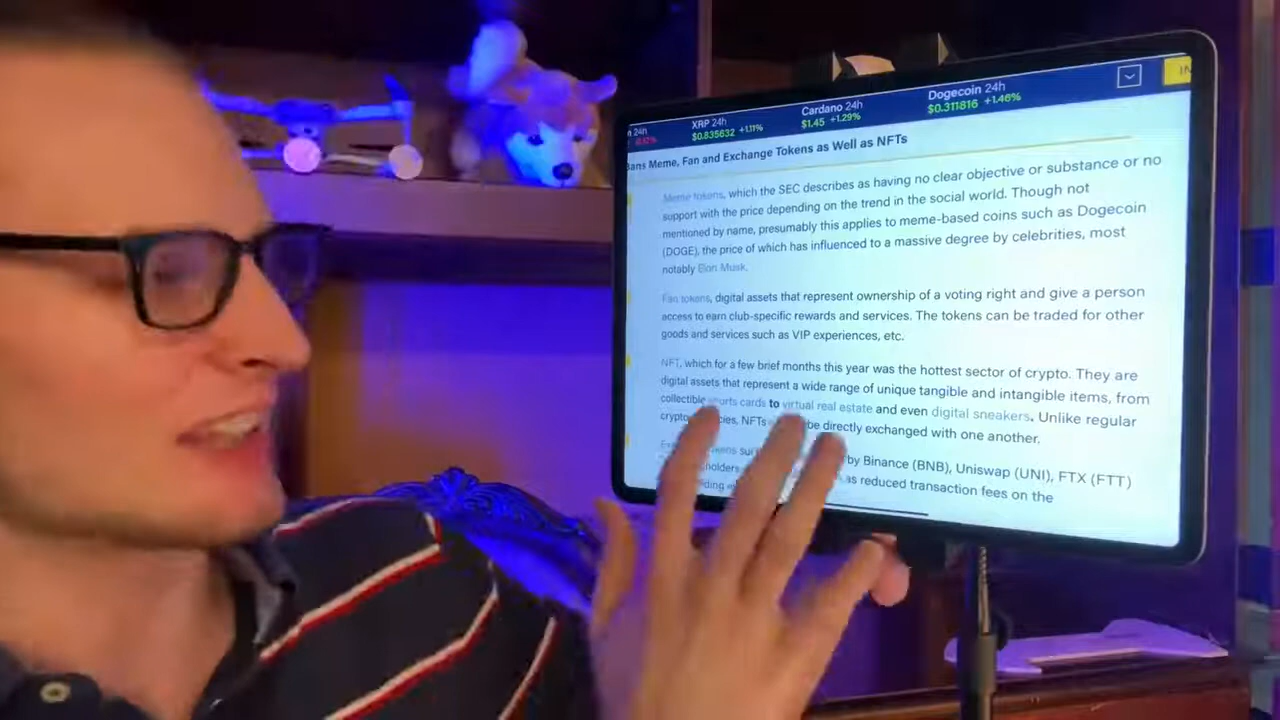 24h
XRP 24h
$0.835632 +1.11%
Cardano 24h
$1.45 +1.29%
Dogecoin 24h
$0.311816 +1.46%
IN
Bans Meme, Fan and Exchange Tokens as Well as NFTs
Meme tokens, which the SEC describes as having no clear objective or substance or no
support with the price depending on the trend in the social world. Though not
mentioned by name, presumably this applies to meme-based coins such as Dogecoin
(DOGE), the price of which has influenced to a massive degree by celebrities, most
notably Elon Musk.
Fan tokens, digital assets that represent ownership of a voting right and give a person
access to earn club-specific rewards and services. The tokens can be traded for other
goods and services such as VIP experiences, etc.
NFT, which for a few brief months this year was the hottest sector of crypto. They are
digital assets that represent a wide range of unique tangible and intangible items, from
collectible sports cards to virtual real estate and even digital sneakers. Unlike regular
NFTs be directly exchanged with one another.
by Binance (BNB), Uniswap (UNI), FTX (FTT)
as reduced transaction fees on the